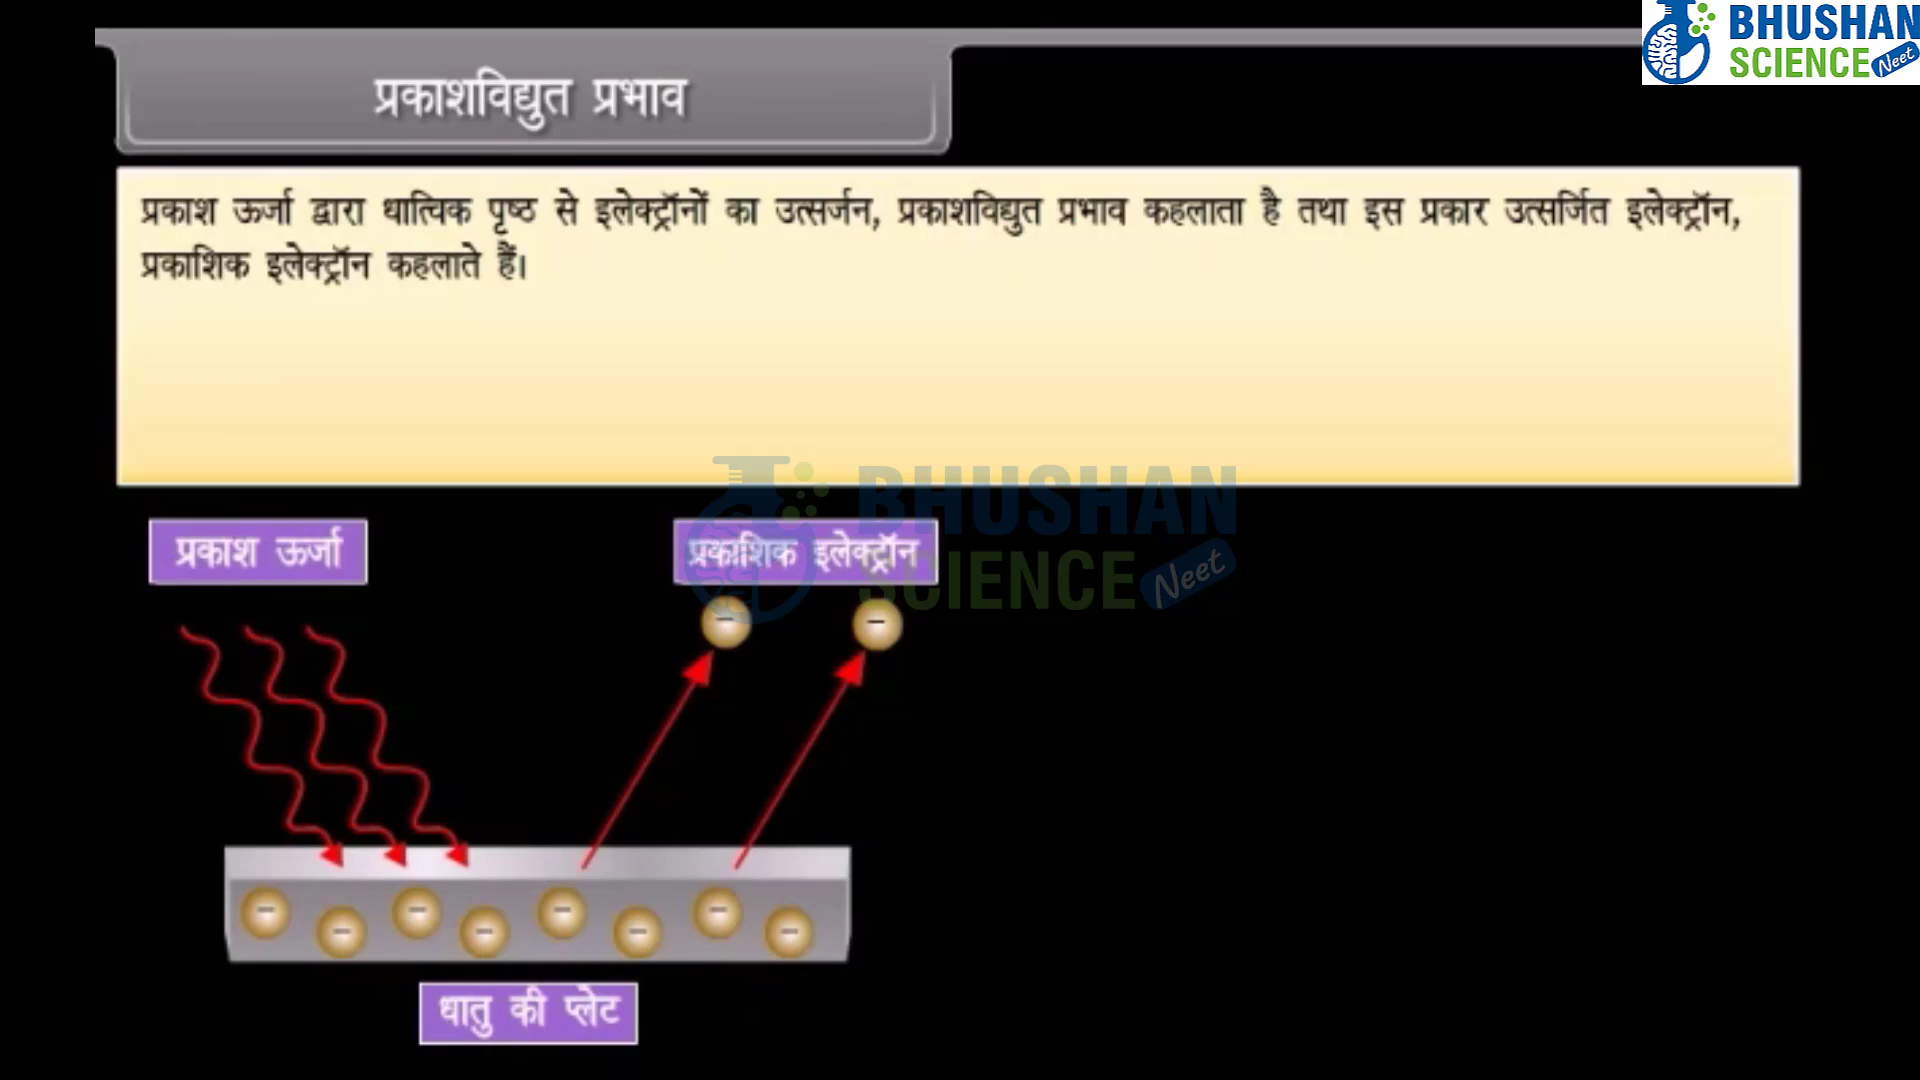 BHUSHAN
SCIENCE Neet
प्रकाशविद्युत प्रभाव
प्रकाश ऊर्जा द्वारा धात्विक पृष्ठ से इलेक्ट्रॉनों का उत्सर्जन, प्रकाशविद्युत प्रभाव कहलाता है तथा इस प्रकार उत्सर्जित इलेक्ट्रॉन,
प्रकाशिक इलेक्ट्रॉन कहलाते हैं।
BHUSHAN
SCIENCE Neet
प्रकाश ऊर्जा
प्रकाशिक इलेक्ट्रॉन
धातु की प्लेट